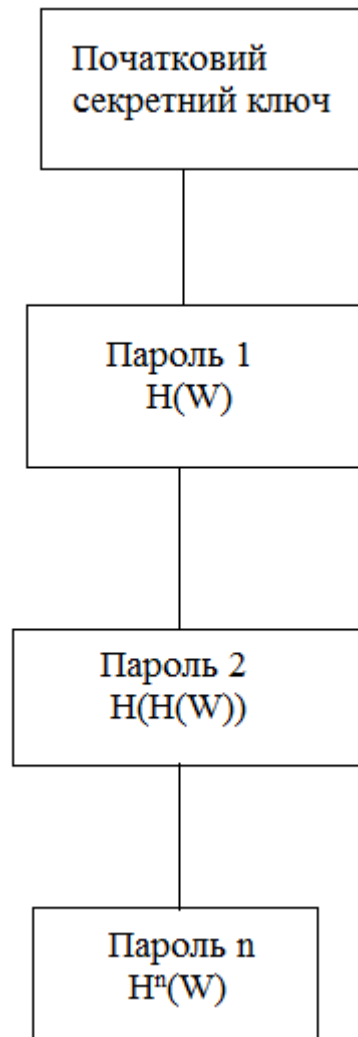 Початковий
секретний ключ
Пароль 1
H(W)
Пароль 2
H(H(W))
Пароль n
Hⁿ(W)